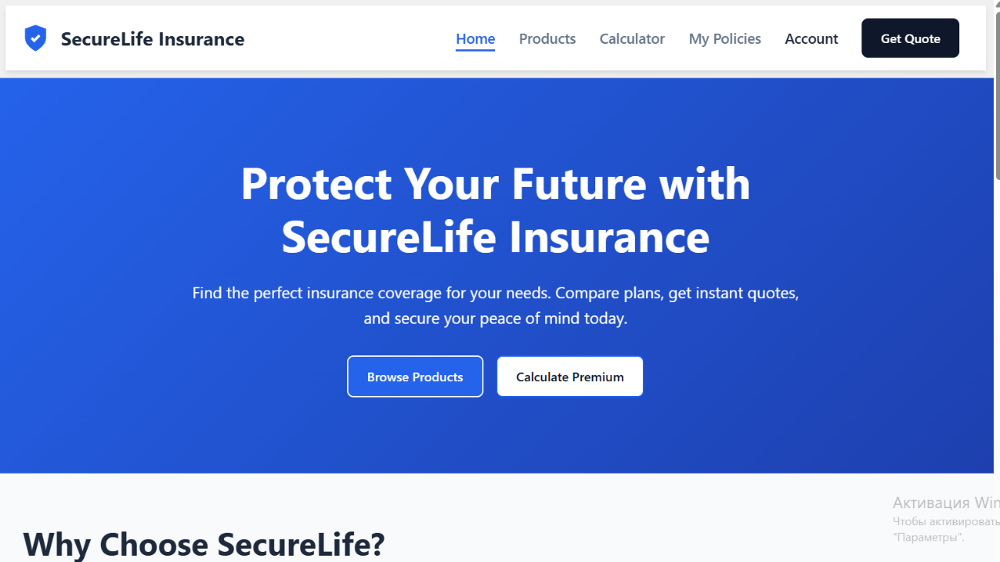 SecureLife Insurance
Home
Products
Calculator
My Policies
Account
Get Quote
Protect Your Future with
SecureLife Insurance
Find the perfect insurance coverage for your needs. Compare plans, get instant quotes,
and secure your peace of mind today.
Browse Products
Calculate Premium
Why Choose SecureLife?
Активация Win
Чтобы активировать
"Параметры".